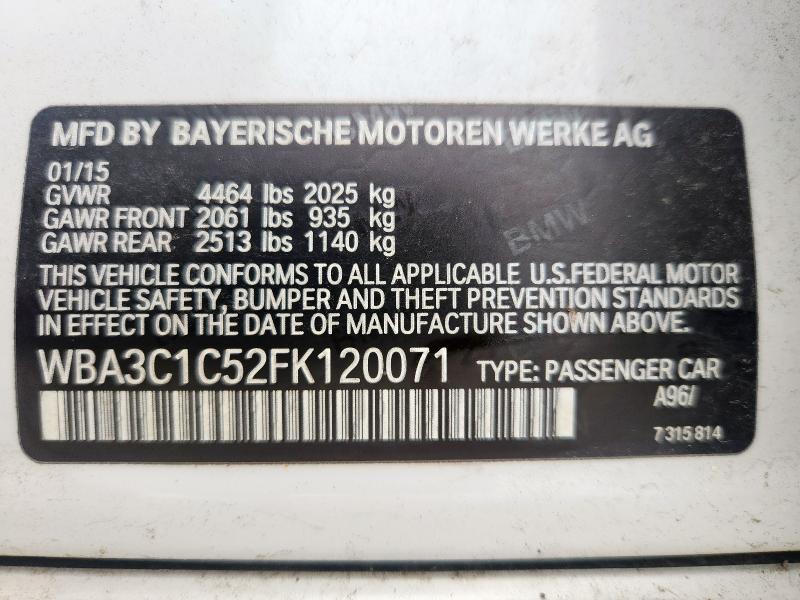 MFD BY BAYERISCHE MOTOREN WERKE AG
01/15
GVWR 4464 lbs 2025 kg
GAWR FRONT 2061 lbs 935 kg
GAWR REAR 2513 lbs 1140 kg
THIS VEHICLE CONFORMS TO ALL APPLICABLE U.S.FEDERAL MOTOR
VEHICLE SAFETY, BUMPER AND THEFT PREVENTION STANDARDS
IN EFFECT ON THE DATE OF MANUFACTURE SHOWN ABOVE.
WBA3C1C52FK120071 TYPE: PASSENGER CAR
A96/
7 315 814
BMW
BMW